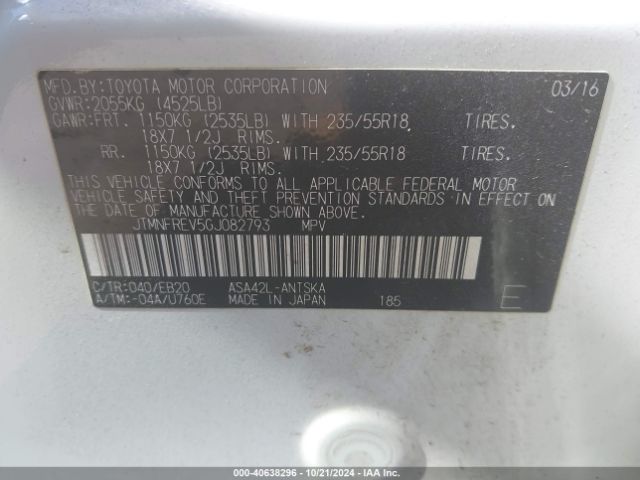 MFD.BY:TOYOTA MOTOR CORPORATION 03/16
GVWR:2055KG (4525LB)
GAWR:FRT. 1150KG (2535LB) WITH 235/55R18 TIRES.
18X7 1/2J RIMS.
RR. 1150KG (2535LB) WITH 235/55R18 TIRES.
18X7 1/2J RIMS.
THIS VEHICLE CONFORMS TO ALL APPLICABLE FEDERAL MOTOR
VEHICLE SAFETY AND THEFT PREVENTION STANDARDS IN EFFECT ON
THE DATE OF MANUFACTURE SHOWN ABOVE.
JTMNFREV5GJ082793 MPV
C/TR:040/EB20 ASA42L-ANTSKA
A/TM:-04A/U760E MADE IN JAPAN 185 E
000-40638296 - 10/21/2024 - IAA Inc.